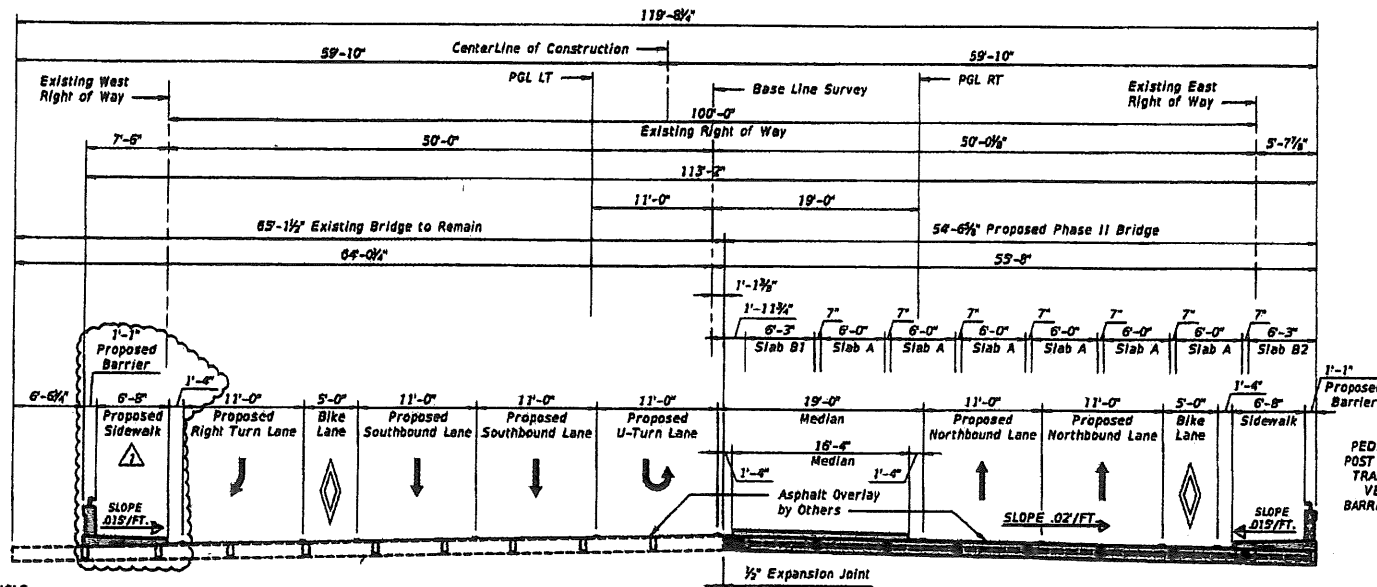 119'-8¼"
59'-10"
CenterLine of Construction
59'-10"
Existing West
Right of Way
PGL LT
Base Line Survey
PGL RT
Existing East
Right of Way
100'-0"
Existing Right of Way
7'-6"
50'-0"
50'-0⅛"
5'-7⅞"
113'-2"
11'-0"
19'-0"
65'-1½" Existing Bridge to Remain
54'-6⅝" Proposed Phase II Bridge
64'-0¼"
55'-8"
1'-1⅜"
1'-11¾"
7"
7"
7"
7"
7"
7"
7"
6'-3"
6'-0"
6'-0"
6'-0"
6'-0"
6'-0"
6'-0"
6'-3"
Slab B1
Slab A
Slab A
Slab A
Slab A
Slab A
Slab A
Slab B2
1'-1"
Proposed
Barrier
1'-4"
6'-6¼"
6'-8"
Proposed
Sidewalk
1
11'-0"
Proposed
Right Turn Lane
5'-0"
Bike
Lane
11'-0"
Proposed
Southbound Lane
11'-0"
Proposed
Southbound Lane
11'-0"
Proposed
U-Turn Lane
19'-0"
Median
16'-4"
Median
1'-4"
1'-4"
11'-0"
Proposed
Northbound Lane
11'-0"
Proposed
Northbound Lane
5'-0"
Bike
Lane
1'-4"
6'-8"
Sidewalk
1'-1"
Proposed
Barrier
PED
POST
TRA
VE
BARR
Asphalt Overlay
by Others
SLOPE
.015'/FT.
SLOPE .02'/FT.
SLOPE
.015'/FT.
½" Expansion Joint